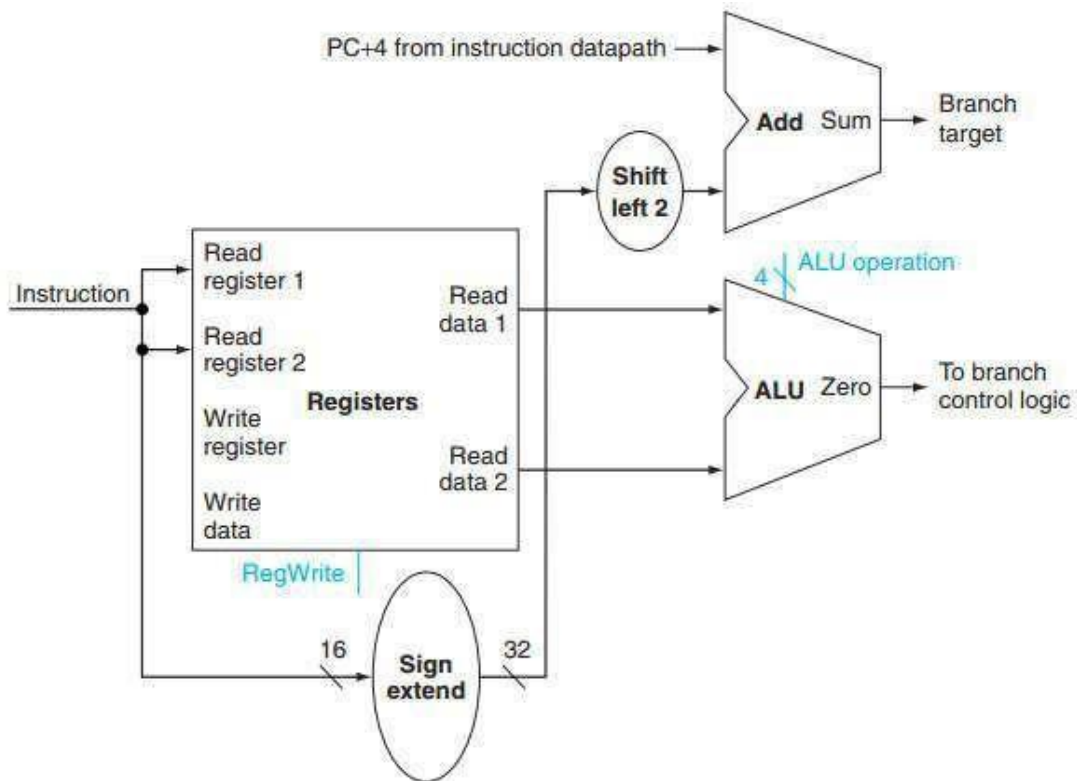 PC+4 from instruction datapath
Add Sum
Branch
target
Shift
left 2
ALU operation
4
Instruction
Read
register 1
Read
data 1
Read
register 2
Registers
ALU Zero
To branch
control logic
Write
register
Read
data 2
Write
data
RegWrite
16
Sign
extend
32